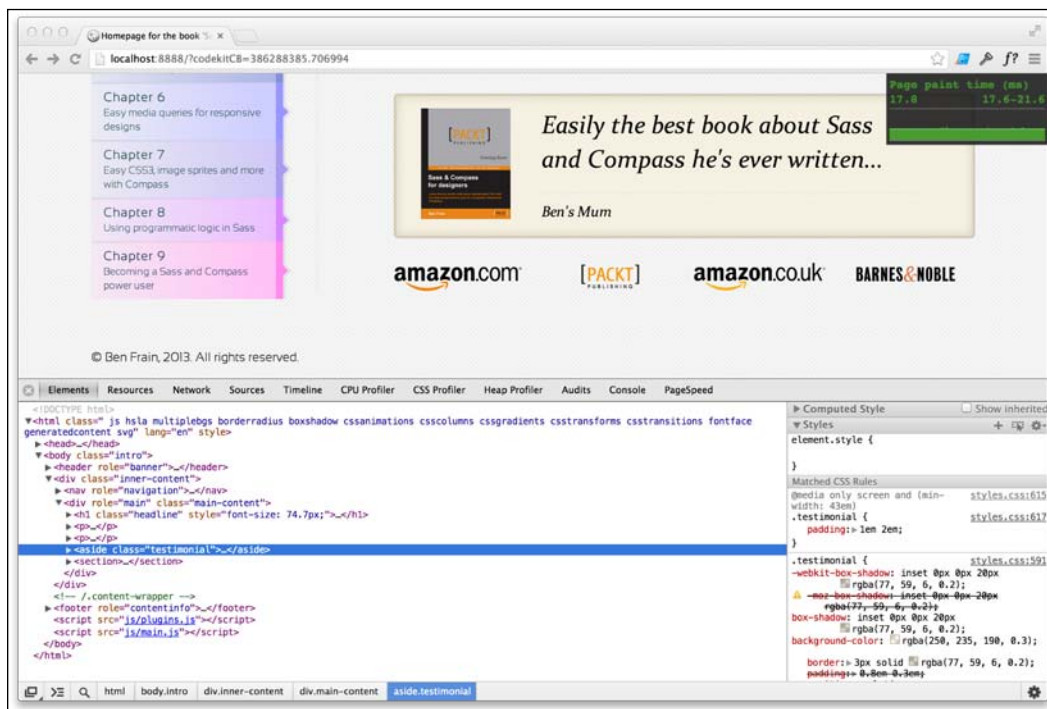 Homepage for the book 'S
localhost:8888/?codekitCB=386288385.706994
Page paint time (ms)
17.8 17.6-21.6
Chapter 6
Easy media queries for responsive
designs
Chapter 7
Easy CSS3, image sprites and more
with Compass
Chapter 8
Using programmatic logic in Sass
Chapter 9
Becoming a Sass and Compass
power user
[PACKT]
PUBLISHING
Sass & Compass
for designers
Ben Frain
Easily the best book about Sass
and Compass he's ever written...
Ben's Mum
amazon.com
[PACKT]
PUBLISHING
amazon.co.uk
BARNES&NOBLE
© Ben Frain, 2013. All rights reserved.
Elements Resources Network Sources Timeline CPU Profiler CSS Profiler Heap Profiler Audits Console PageSpeed
<!DOCTYPE html>
▼<html class=" js hsla multiplebgs borderradius boxshadow cssanimations csscolumns cssgradients csstransforms csstransitions fontface
generatedcontent svg" lang="en" style>
▶<head>…</head>
▼<body class="intro">
▶<header role="banner">…</header>
▼<div class="inner-content">
▶<nav role="navigation">…</nav>
▼<div role="main" class="main-content">
▶<h1 class="headline" style="font-size: 74.7px;">…</h1>
▶<p>…</p>
▶<p>…</p>
▶<aside class="testimonial">…</aside>
▶<section>…</section>
</div>
</div>
<!-- /.content-wrapper -->
▶<footer role="contentinfo">…</footer>
<script src="js/plugins.js"></script>
<script src="js/main.js"></script>
</body>
</html>
▶ Computed Style Show inherited
▼ Styles
element.style {
}
Matched CSS Rules
@media only screen and (min- styles.css:615
width: 43em)
.testimonial { styles.css:617
padding:▶ 1em 2em;
}
.testimonial { styles.css:591
-webkit-box-shadow: inset 0px 0px 20px
rgba(77, 59, 6, 0.2);
-moz-box-shadow: inset 0px 0px 20px
rgba(77, 59, 6, 0.2);
box-shadow: inset 0px 0px 20px
rgba(77, 59, 6, 0.2);
background-color: rgba(250, 235, 190, 0.3);
border:▶ 3px solid rgba(77, 59, 6, 0.2);
padding:▶ 0.8em 0.3em;
html body.intro div.inner-content div.main-content aside.testimonial